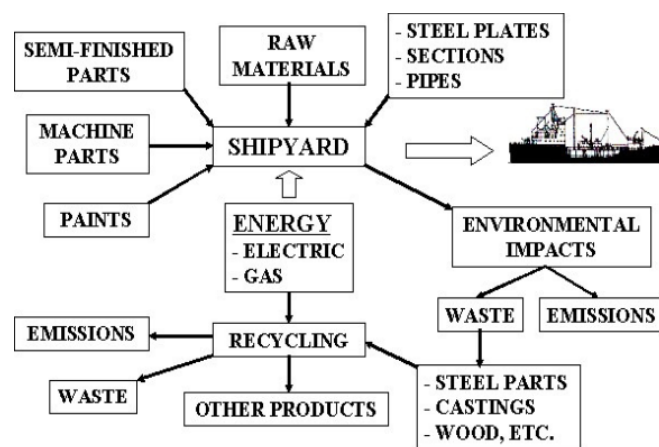 SEMI-FINISHED
PARTS
RAW
MATERIALS
- STEEL PLATES
- SECTIONS
- PIPES
MACHINE
PARTS
SHIPYARD
PAINTS
ENERGY
- ELECTRIC
- GAS
ENVIRONMENTAL
IMPACTS
WASTE
EMISSIONS
EMISSIONS
RECYCLING
WASTE
OTHER PRODUCTS
- STEEL PARTS
- CASTINGS
- WOOD, ETC.